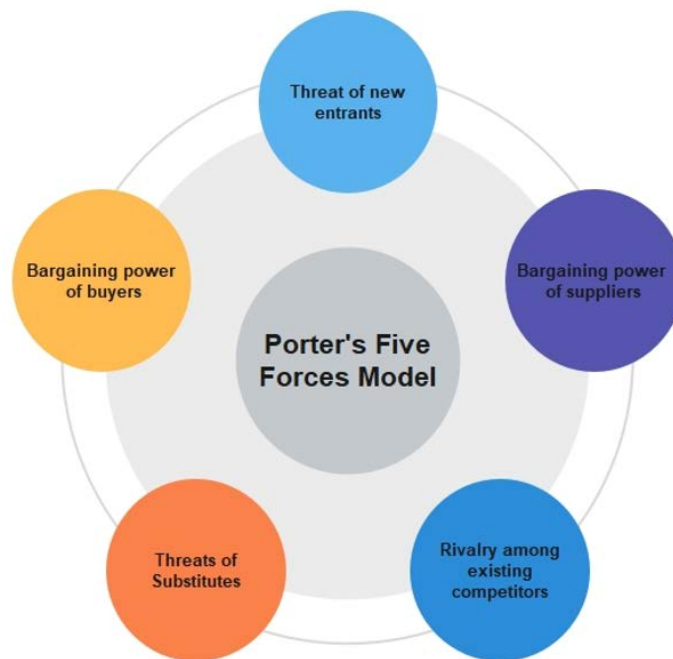 Threat of new
entrants
Bargaining power
of buyers
Bargaining power
of suppliers
Porter's Five
Forces Model
Threats of
Substitutes
Rivalry among
existing
competitors